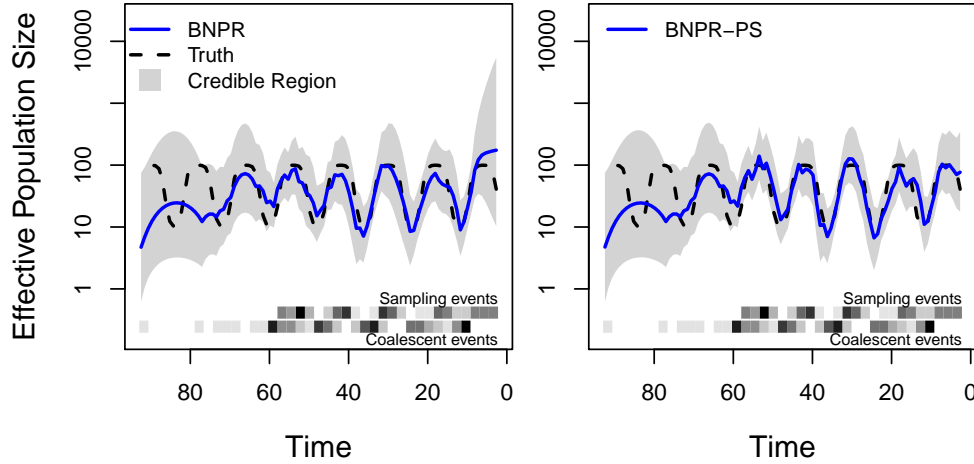 Effective Population Size
10000
100
10
1
BNPR
Truth
Credible Region
Sampling events
Coalescent events
80
60
40
20
0
Time
10000
100
10
1
BNPR−PS
Sampling events
Coalescent events
80
60
40
20
0
Time